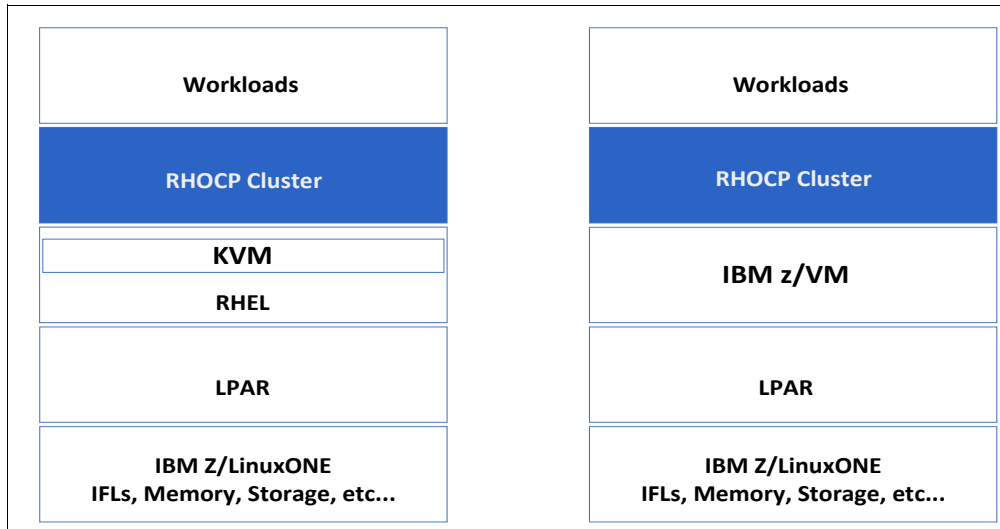 Workloads
RHOCP Cluster
KVM
RHEL
LPAR
IBM Z/LinuxONE
IFLs, Memory, Storage, etc...
Workloads
RHOCP Cluster
IBM z/VM
LPAR
IBM Z/LinuxONE
IFLs, Memory, Storage, etc...